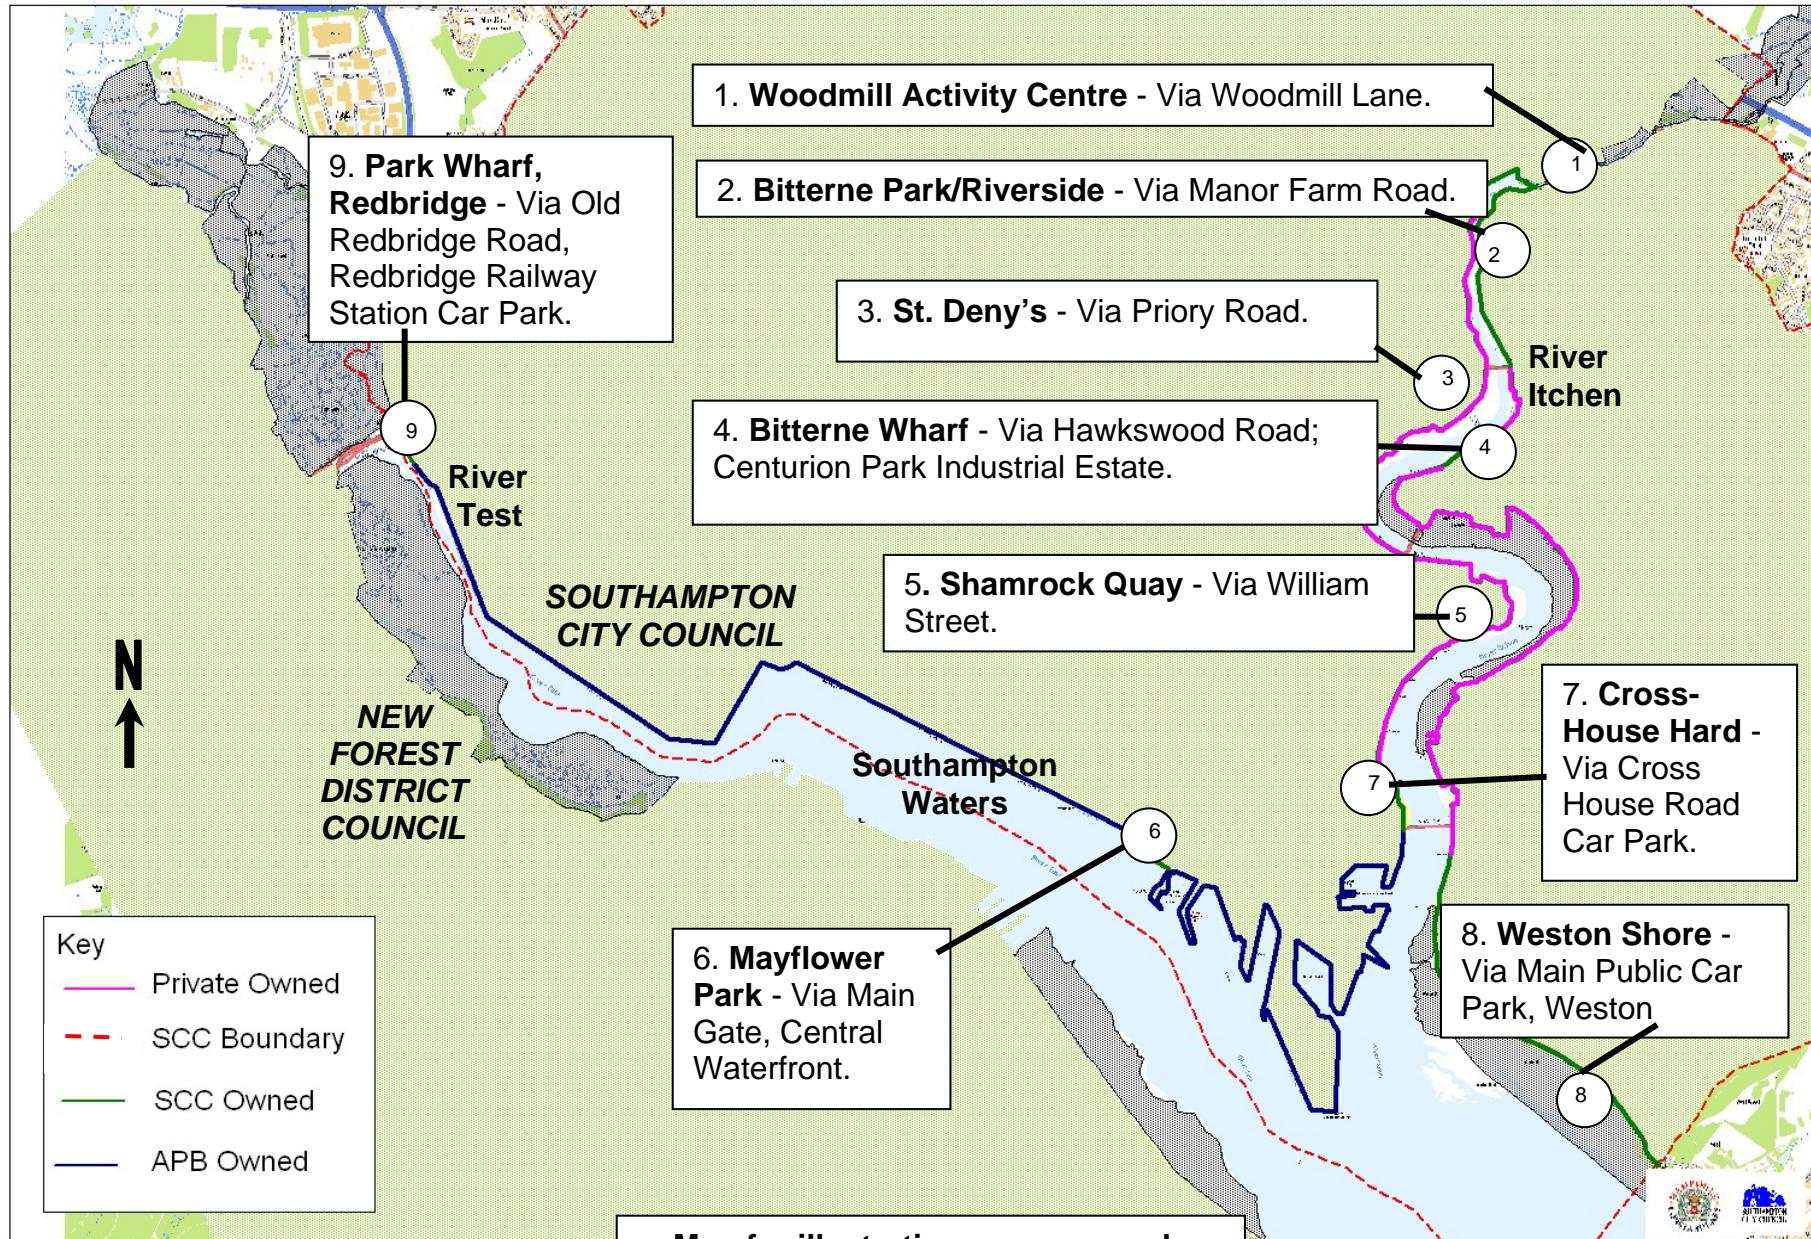 1. Woodmill Activity Centre - Via Woodmill Lane.
2. Bitterne Park/Riverside - Via Manor Farm Road.
3. St. Deny's - Via Priory Road.
4. Bitterne Wharf - Via Hawkswood Road;
Centurion Park Industrial Estate.
5. Shamrock Quay - Via William
Street.
6. Mayflower
Park - Via Main
Gate, Central
Waterfront.
7. Cross-
House Hard -
Via Cross
House Road
Car Park.
8. Weston Shore -
Via Main Public Car
Park, Weston
9. Park Wharf,
Redbridge - Via Old
Redbridge Road,
Redbridge Railway
Station Car Park.
1
2
3
4
5
6
7
8
9
River
Itchen
River
Test
SOUTHAMPTON
CITY COUNCIL
NEW
FOREST
DISTRICT
COUNCIL
Southampton
Waters
N
Key
Private Owned
SCC Boundary
SCC Owned
APB Owned
SOUTHAMPTON
CITY COUNCIL